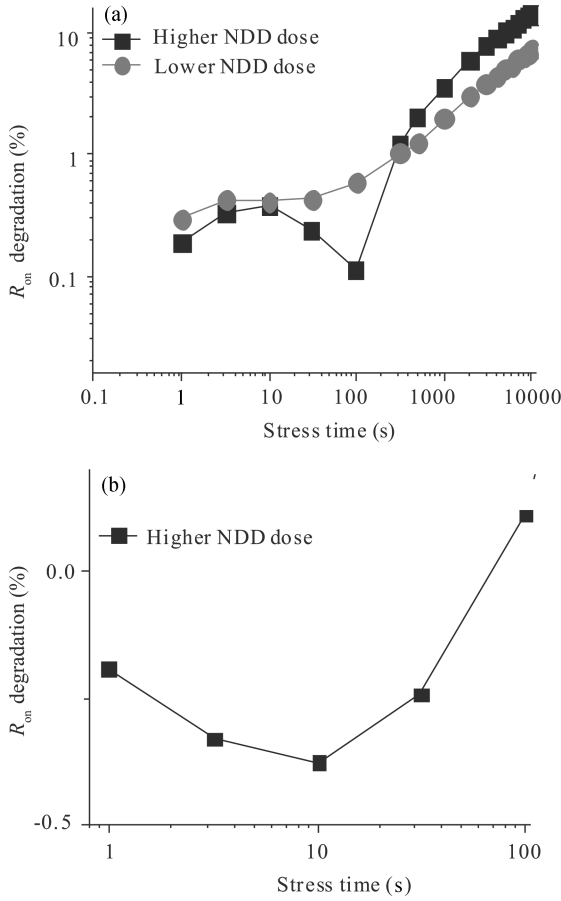 (a)
Higher NDD dose
Lower NDD dose
10
1
0.1
Ron degradation (%)
0.1 1 10 100 1000 10000
Stress time (s)
(b)
Higher NDD dose
0.0
-0.5
Ron degradation (%)
1 10 100
Stress time (s)